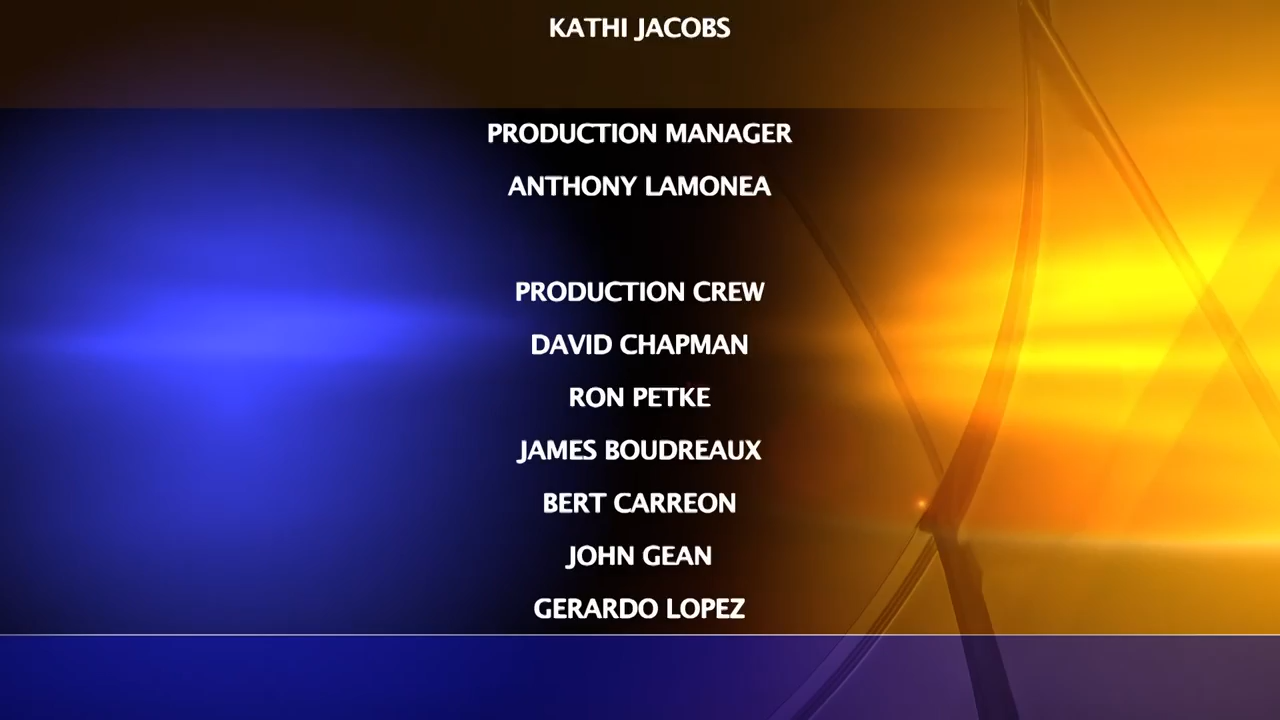 KATHI JACOBS
PRODUCTION MANAGER
ANTHONY LAMONEA
PRODUCTION CREW
DAVID CHAPMAN
RON PETKE
JAMES BOUDREAUX
BERT CARREON
JOHN GEAN
GERARDO LOPEZ